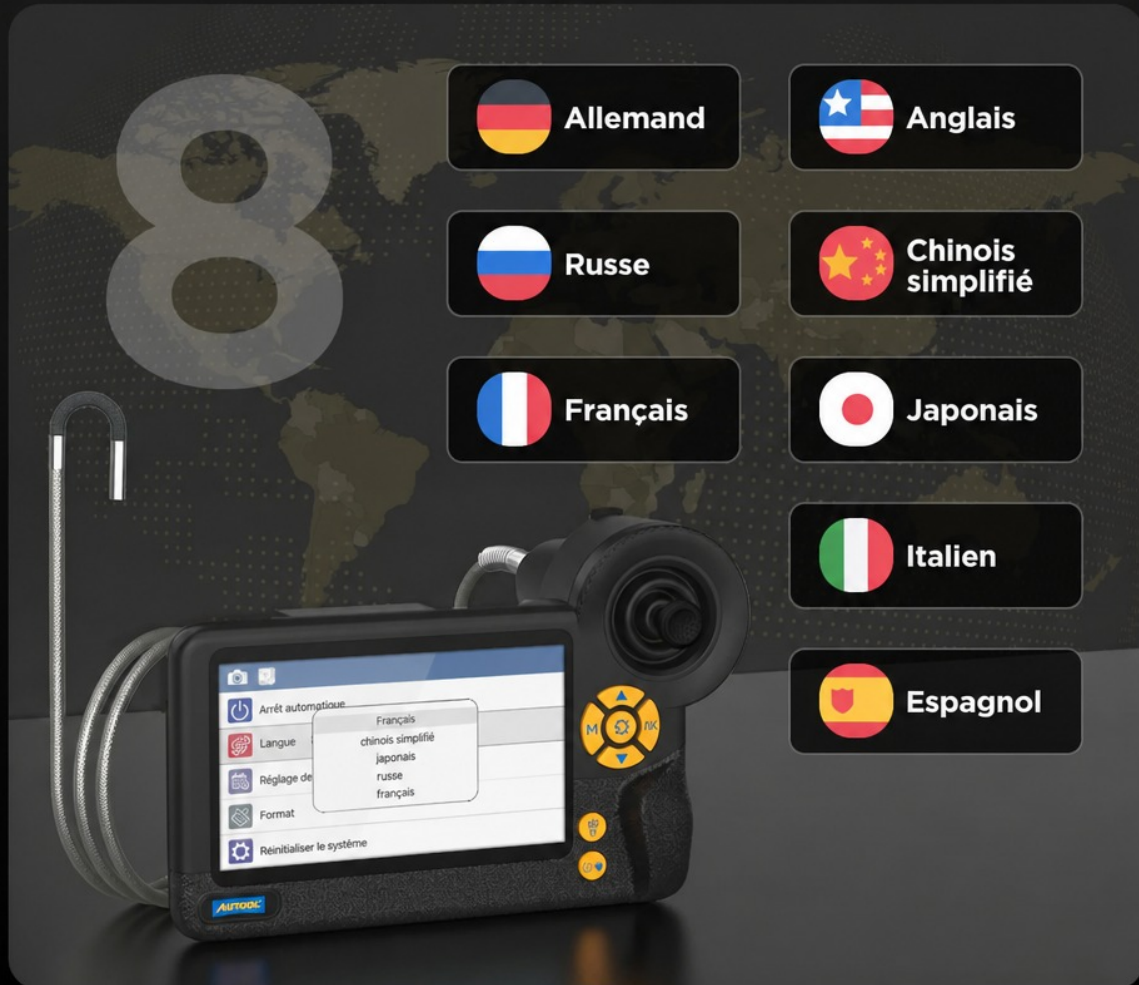 8
Allemand
Anglais
Russe
Chinois
simplifié
Français
Japonais
Italien
Espagnol
Arrêt automatique
Langue
Réglage de
Format
Réinitialiser le système
Français
chinois simplifié
japonais
russe
français
M
AUTOOL